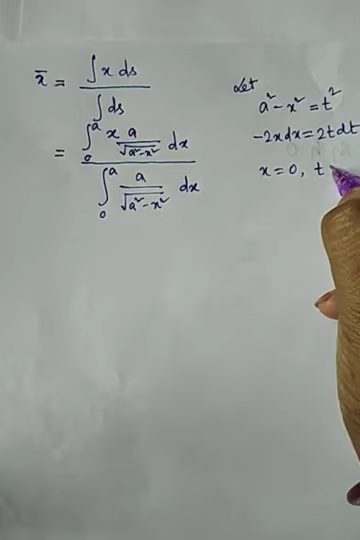 x̄ = ∫ x ds / ∫ ds
= ∫₀ᵃ x a/√(a²-x²) dx / ∫₀ᵃ a/√(a²-x²) dx
Let
a² - x² = t²
-2x dx = 2t dt
x = 0, t